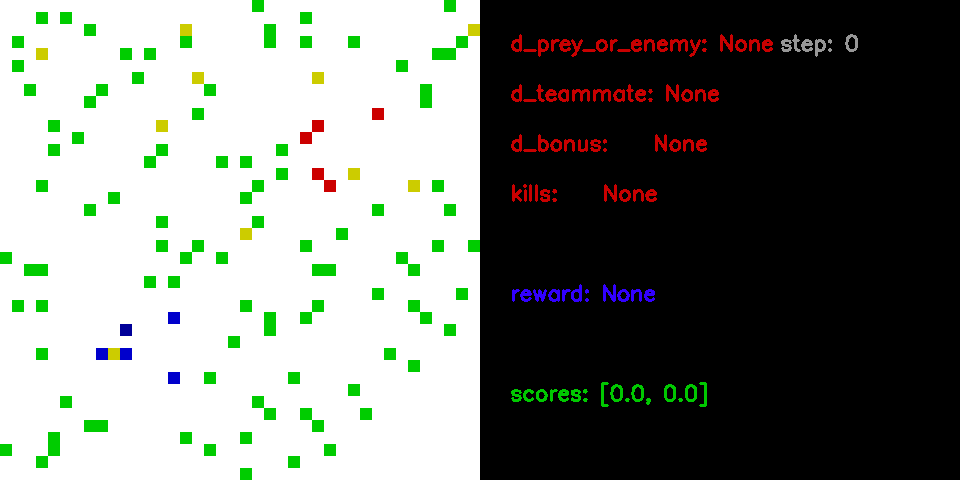 d_prey_or_enemy: None step: 0
d_teammate: None
d_bonus: None
kills: None
reward: None
scores: [0.0, 0.0]